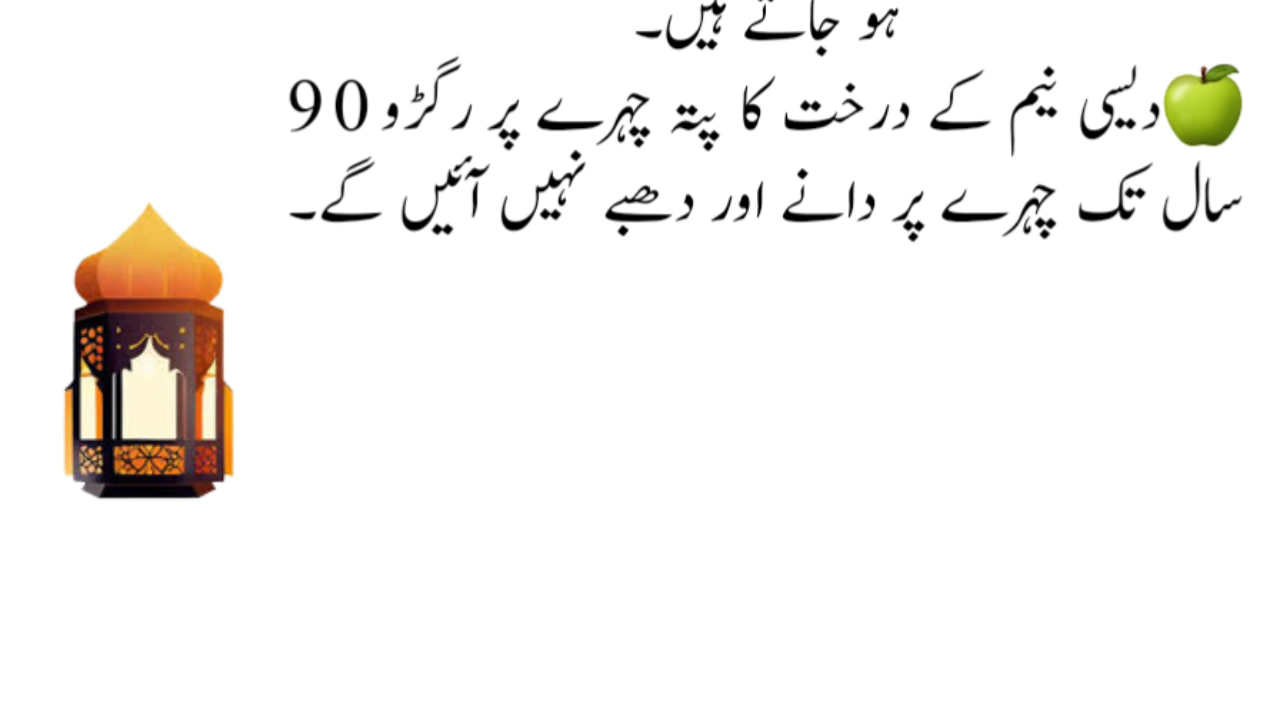 ہو جاتے ہیں۔
دیسی نیم کے درخت کا پتہ چہرے پر رگڑو 90
سال تک چہرے پر دانے اور دھبے نہیں آئیں گے۔